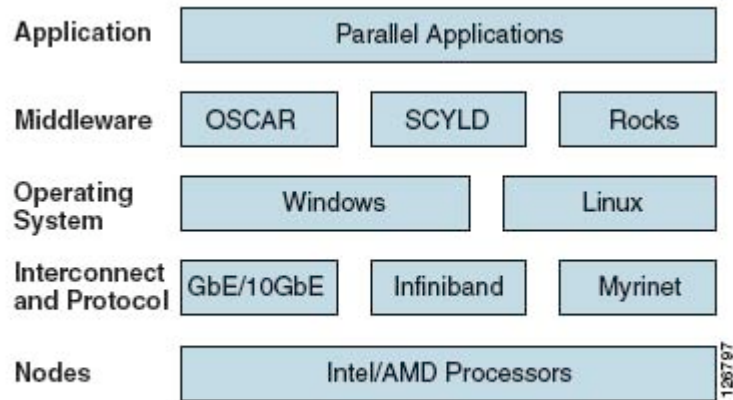 Application
Parallel Applications
Middleware
OSCAR
SCYLD
Rocks
Operating
System
Windows
Linux
Interconnect
and Protocol
GbE/10GbE
Infiniband
Myrinet
Nodes
Intel/AMD Processors
126797